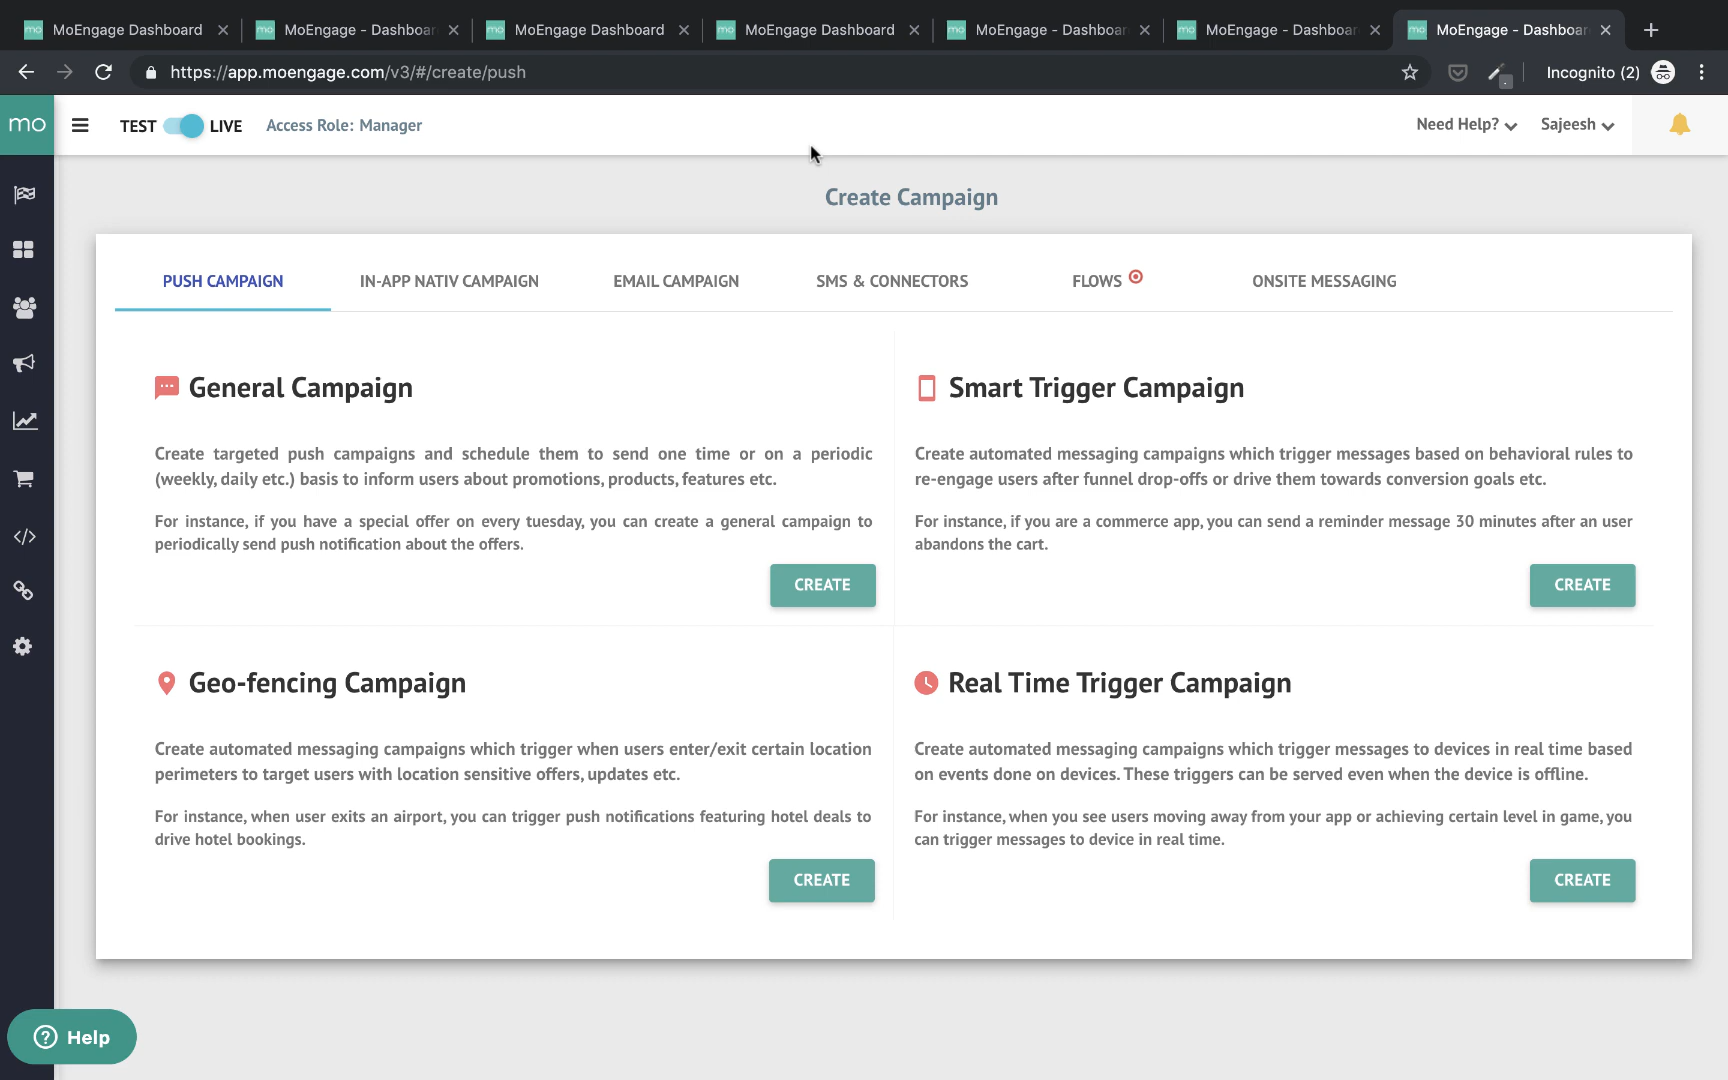 MoEngage Dashboard
MoEngage - Dashboar
MoEngage Dashboard
MoEngage Dashboard
MoEngage - Dashboar
MoEngage - Dashboar
MoEngage - Dashboar
https://app.moengage.com/v3/#/create/push
Incognito (2)
mo
TEST
LIVE
Access Role: Manager
Need Help?
Sajeesh
Create Campaign
PUSH CAMPAIGN
IN-APP NATIV CAMPAIGN
EMAIL CAMPAIGN
SMS & CONNECTORS
FLOWS
ONSITE MESSAGING
General Campaign
Create targeted push campaigns and schedule them to send one time or on a periodic
(weekly, daily etc.) basis to inform users about promotions, products, features etc.
For instance, if you have a special offer on every tuesday, you can create a general campaign to
periodically send push notification about the offers.
CREATE
Smart Trigger Campaign
Create automated messaging campaigns which trigger messages based on behavioral rules to
re-engage users after funnel drop-offs or drive them towards conversion goals etc.
For instance, if you are a commerce app, you can send a reminder message 30 minutes after an user
abandons the cart.
CREATE
Geo-fencing Campaign
Create automated messaging campaigns which trigger when users enter/exit certain location
perimeters to target users with location sensitive offers, updates etc.
For instance, when user exits an airport, you can trigger push notifications featuring hotel deals to
drive hotel bookings.
CREATE
Real Time Trigger Campaign
Create automated messaging campaigns which trigger messages to devices in real time based
on events done on devices. These triggers can be served even when the device is offline.
For instance, when you see users moving away from your app or achieving certain level in game, you
can trigger messages to device in real time.
CREATE
Help